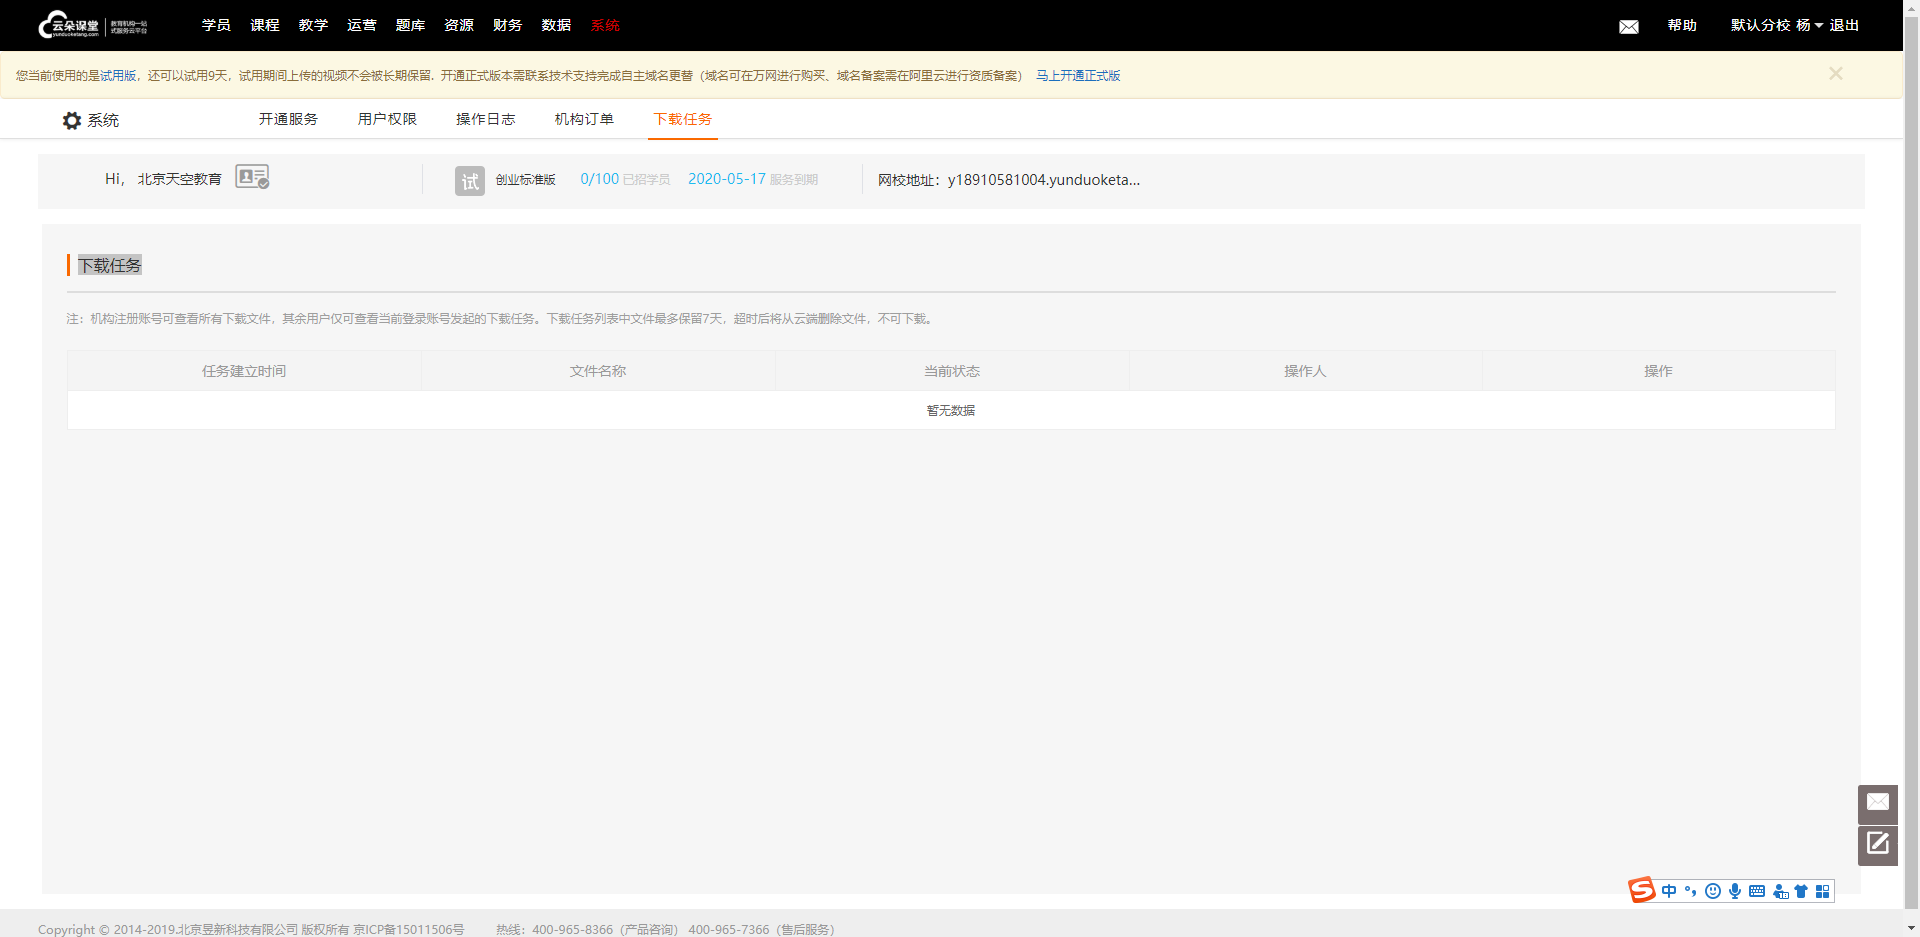 云朵课堂
yunduoketang.com
教育机构一站
式服务云平台
学员 课程 教学 运营 题库 资源 财务 数据 系统
帮助 默认分校 杨 退出
您当前使用的是试用版，还可以试用9天，试用期间上传的视频不会被长期保留. 开通正式版本需联系技术支持完成自主域名更替（域名可在万网进行购买、域名备案需在阿里云进行资质备案） 马上开通正式版
系统 开通服务 用户权限 操作日志 机构订单 下载任务
Hi, 北京天空教育
试 创业标准版 0/100 已招学员 2020-05-17 服务到期
网校地址：y18910581004.yunduoketa...
下载任务
注：机构注册账号可查看所有下载文件，其余用户仅可查看当前登录账号发起的下载任务。下载任务列表中文件最多保留7天，超时后将从云端删除文件，不可下载。
任务建立时间 文件名称 当前状态 操作人 操作
暂无数据
中
Copyright © 2014-2019.北京昱新科技有限公司 版权所有 京ICP备15011506号 热线：400-965-8366（产品咨询） 400-965-7366（售后服务）